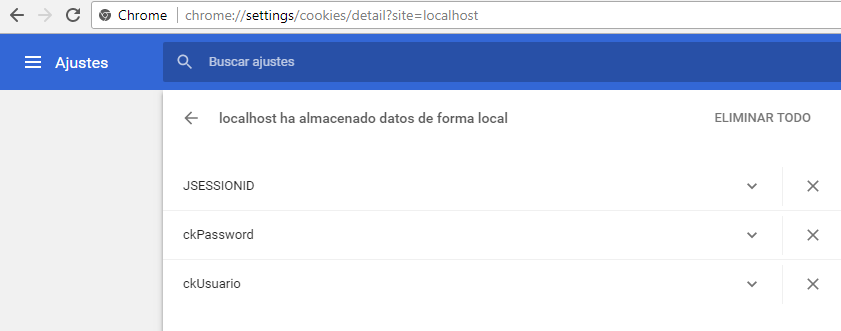 Chrome chrome://settings/cookies/detail?site=localhost
Ajustes Buscar ajustes
localhost ha almacenado datos de forma local ELIMINAR TODO
JSESSIONID
ckPassword
ckUsuario